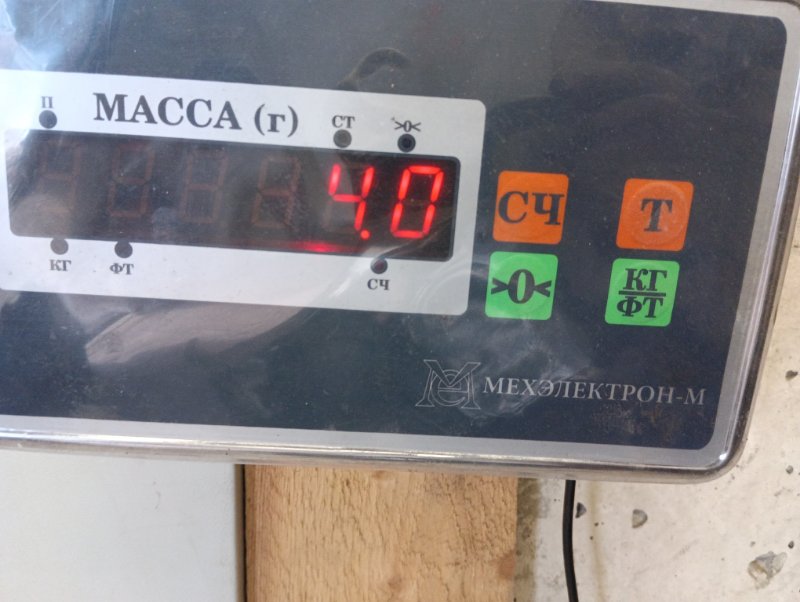 П
МАССА (г)
СТ
>0<
4.0
КГ
ФТ
СЧ
СЧ
Т
>0<
КГ
ФТ
МЕХЭЛЕКТРОН-М